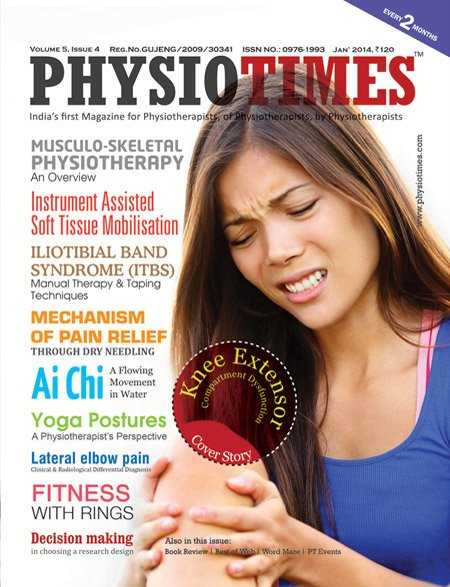 EVERY 2 MONTHS
VOLUME 5, ISSUE 4 REG.NO.GUJENG/2009/30341 ISSN NO.: 0976-1993 JAN' 2014, ₹120
PHYSIOTIMES™
India's first Magazine for Physiotherapists, of Physiotherapists, by Physiotherapists
www.physiotimes.com
MUSCULO-SKELETAL
PHYSIOTHERAPY
An Overview
Instrument Assisted
Soft Tissue Mobilisation
ILIOTIBIAL BAND
SYNDROME (ITBS)
Manual Therapy & Taping
Techniques
MECHANISM
OF PAIN RELIEF
THROUGH DRY NEEDLING
Ai Chi
A Flowing
Movement
in Water
Knee Extensor
Compartment Dysfunction
Cover Story
Yoga Postures
A Physiotherapist's Perspective
Lateral elbow pain
Clinical & Radiological Differential Diagnosis
FITNESS
WITH RINGS
Decision making
in choosing a research design
Also in this issue:
Book Review | Best of Web | Word Maze | PT Events